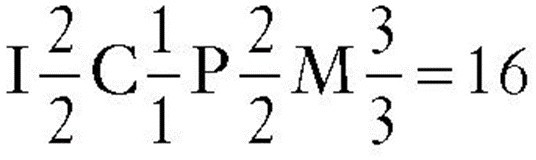 I 2/2 C 1/1 P 2/2 M 3/3 = 16